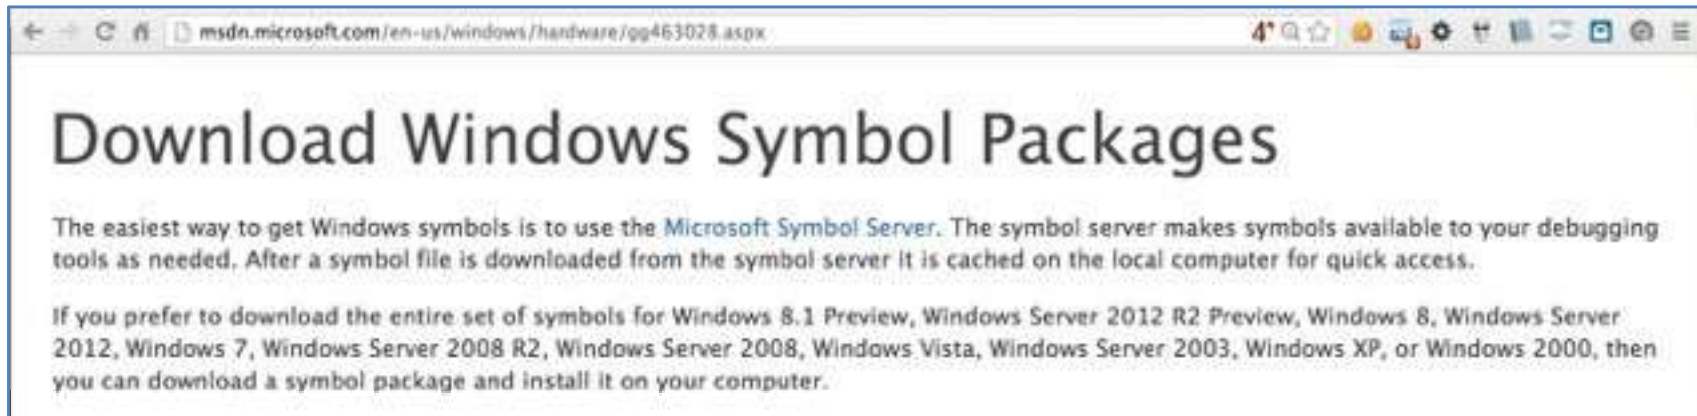 msdn.microsoft.com/en-us/windows/hardware/gg463028.aspx
4°
Download Windows Symbol Packages
The easiest way to get Windows symbols is to use the Microsoft Symbol Server. The symbol server makes symbols available to your debugging
tools as needed. After a symbol file is downloaded from the symbol server it is cached on the local computer for quick access.
If you prefer to download the entire set of symbols for Windows 8.1 Preview, Windows Server 2012 R2 Preview, Windows 8, Windows Server
2012, Windows 7, Windows Server 2008 R2, Windows Server 2008, Windows Vista, Windows Server 2003, Windows XP, or Windows 2000, then
you can download a symbol package and install it on your computer.